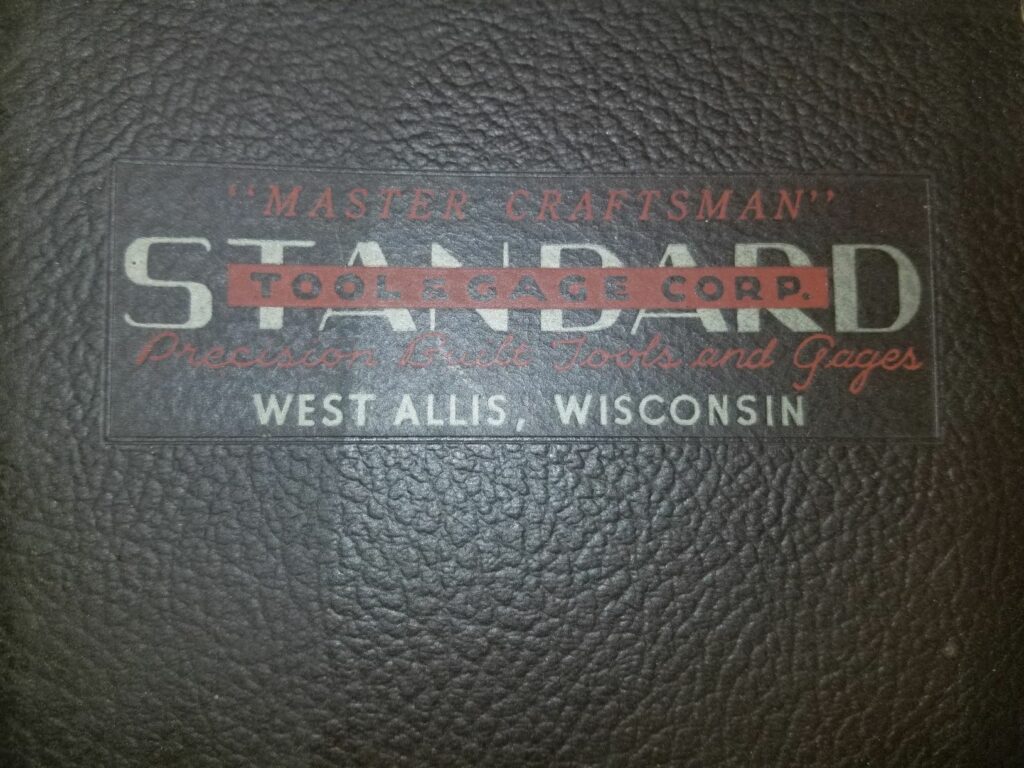 "MASTER CRAFTSMAN"
STANDARD
TOOL & GAGE CORP.
Precision Built Tools and Gages
WEST ALLIS, WISCONSIN